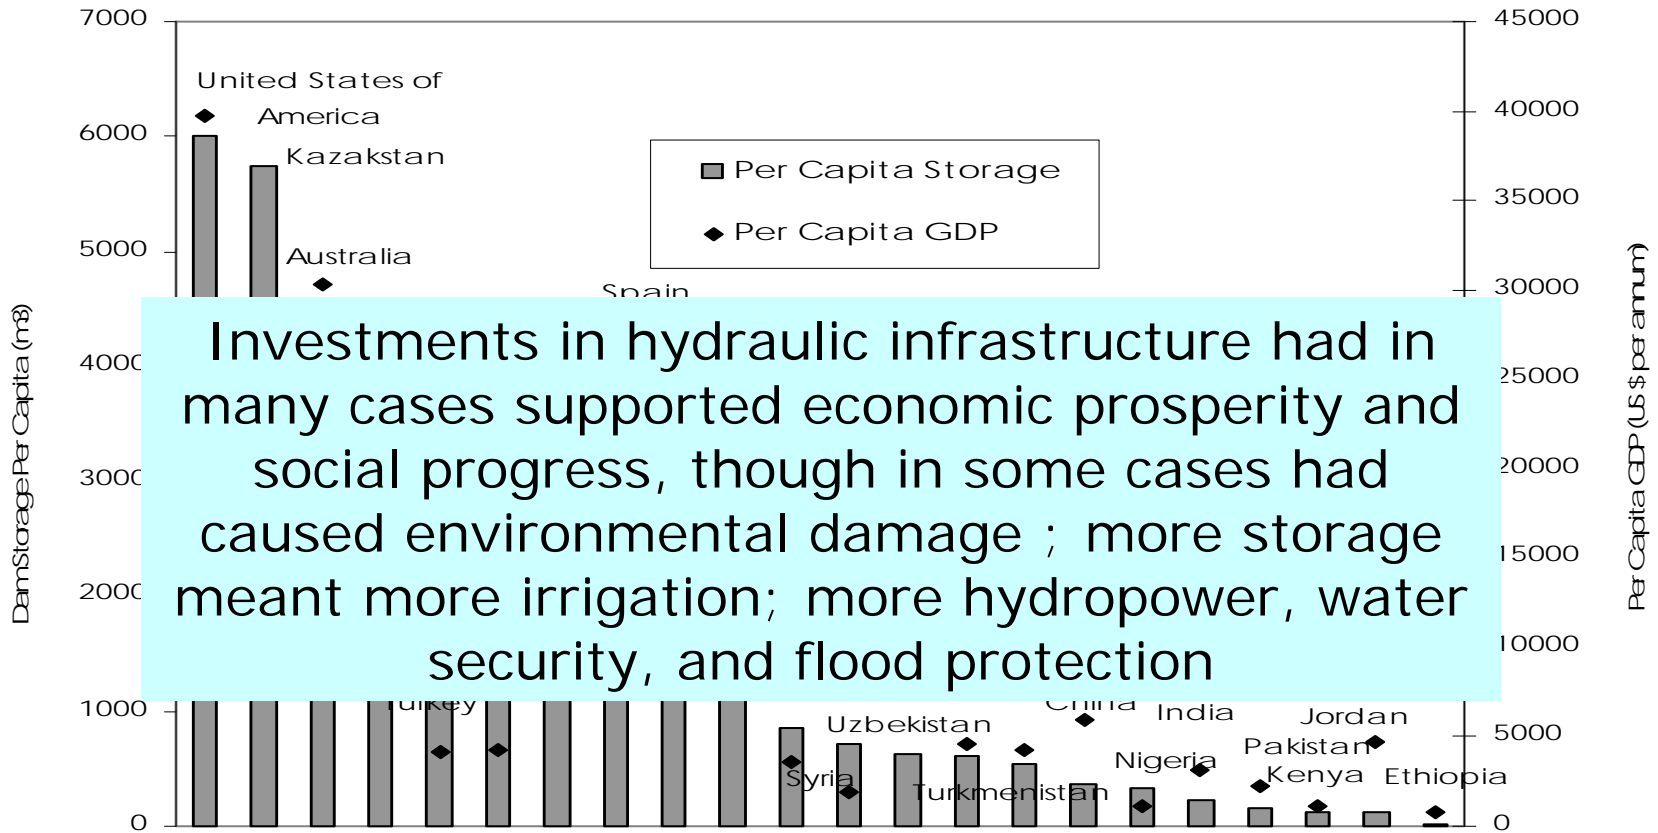 7000
45000
United States of
America
6000
40000
Kazakstan
Per Capita Storage
35000
Per Capita GDP
5000
Australia
30000
Spain
Dam Storage Per Capita (m3)
Per Capita GDP (US$ per annum)
Investments in hydraulic infrastructure had in
many cases supported economic prosperity and
social progress, though in some cases had
caused environmental damage ; more storage
meant more irrigation; more hydropower, water
security, and flood protection
4000
25000
3000
20000
15000
2000
10000
1000
Turkey
China
India
Jordan
Uzbekistan
5000
Pakistan
Nigeria
Syria
Kenya
Ethiopia
Turkmenistan
0
0